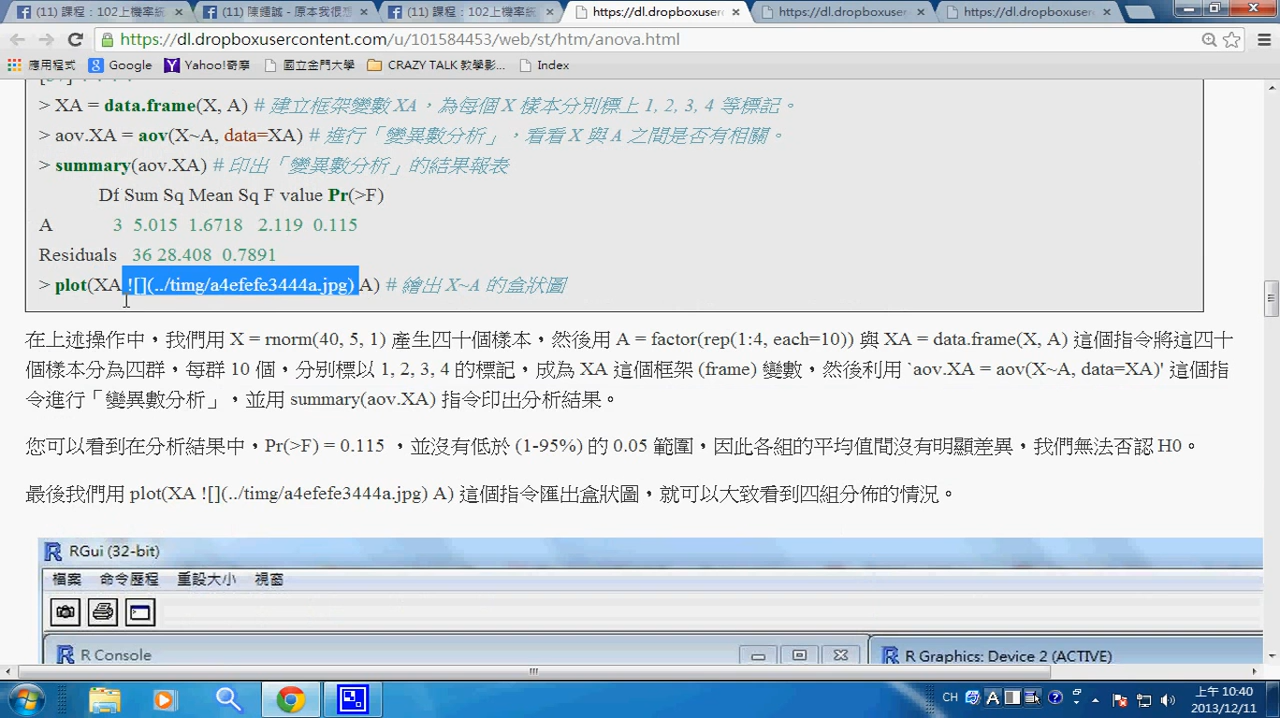 (11) 課程：102上機率統
(11) 陳鍾誠 - 原本我很想
(11) 課程：102上機率統
https://dl.dropboxuser
https://dl.dropboxuser
https://dl.dropboxuser
https://dl.dropboxusercontent.com/u/101584453/web/st/htm/anova.html
應用程式 Google Yahoo!奇摩 國立金門大學 CRAZY TALK 教學影... Index
> XA = data.frame(X, A) # 建立框架變數 XA，為每個 X 樣本分別標上 1, 2, 3, 4 等標記。
> aov.XA = aov(X~A, data=XA) # 進行「變異數分析」，看看 X 與 A 之間是否有相關。
> summary(aov.XA) # 印出「變異數分析」的結果報表
Df Sum Sq Mean Sq F value Pr(>F)
A 3 5.015 1.6718 2.119 0.115
Residuals 36 28.408 0.7891
> plot(XA ![](../timg/a4efefe3444a.jpg) A) # 繪出 X~A 的盒狀圖
在上述操作中，我們用 X = rnorm(40, 5, 1) 產生四十個樣本，然後用 A = factor(rep(1:4, each=10)) 與 XA = data.frame(X, A) 這個指令將這四十
個樣本分為四群，每群 10 個，分別標以 1, 2, 3, 4 的標記，成為 XA 這個框架 (frame) 變數，然後利用 `aov.XA = aov(X~A, data=XA)' 這個指
令進行「變異數分析」，並用 summary(aov.XA) 指令印出分析結果。
您可以看到在分析結果中，Pr(>F) = 0.115 ，並沒有低於 (1-95%) 的 0.05 範圍，因此各組的平均值間沒有明顯差異，我們無法否認 H0。
最後我們用 plot(XA ![](../timg/a4efefe3444a.jpg) A) 這個指令匯出盒狀圖，就可以大致看到四組分佈的情況。
RGui (32-bit)
檔案 命令歷程 重設大小 視窗
R Console
R Graphics: Device 2 (ACTIVE)
CH
上午 10:40
2013/12/11